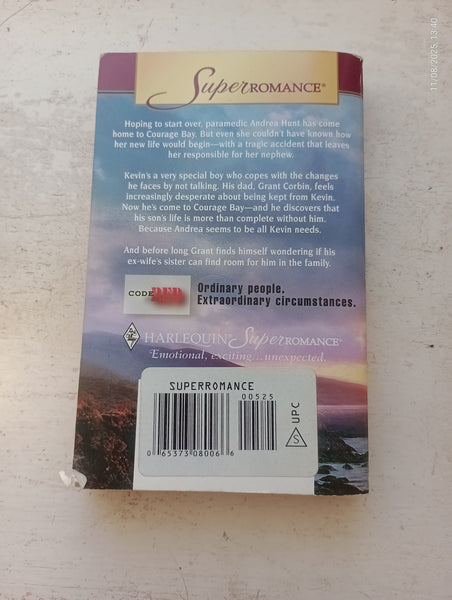 11/08/2025 13:40
SuperROMANCE®
Hoping to start over, paramedic Andrea Hunt has come
home to Courage Bay. But even she couldn't have known how
her new life would begin—with a tragic accident that leaves
her responsible for her nephew.
Kevin's a very special boy who copes with the changes
he faces by not talking. His dad, Grant Corbin, feels
increasingly desperate about being kept from Kevin.
Now he's come to Courage Bay—and he discovers that
his son's life is more than complete without him.
Because Andrea seems to be all Kevin needs.
And before long Grant finds himself wondering if his
ex-wife's sister can find room for him in the family.
CODE RED
Ordinary people.
Extraordinary circumstances.
HARLEQUIN® SuperROMANCE®
Emotional, exciting...unexpected.
SUPERROMANCE
00525
S UPC
0 65373 08006 6